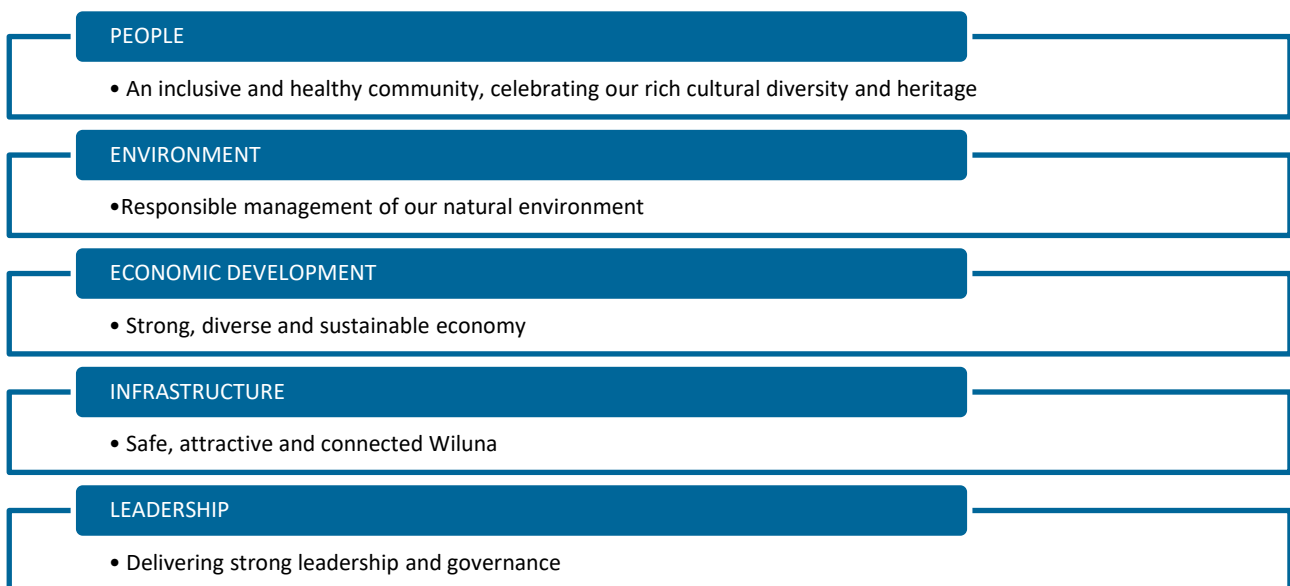 PEOPLE
• An inclusive and healthy community, celebrating our rich cultural diversity and heritage
ENVIRONMENT
•Responsible management of our natural environment
ECONOMIC DEVELOPMENT
• Strong, diverse and sustainable economy
INFRASTRUCTURE
• Safe, attractive and connected Wiluna
LEADERSHIP
• Delivering strong leadership and governance